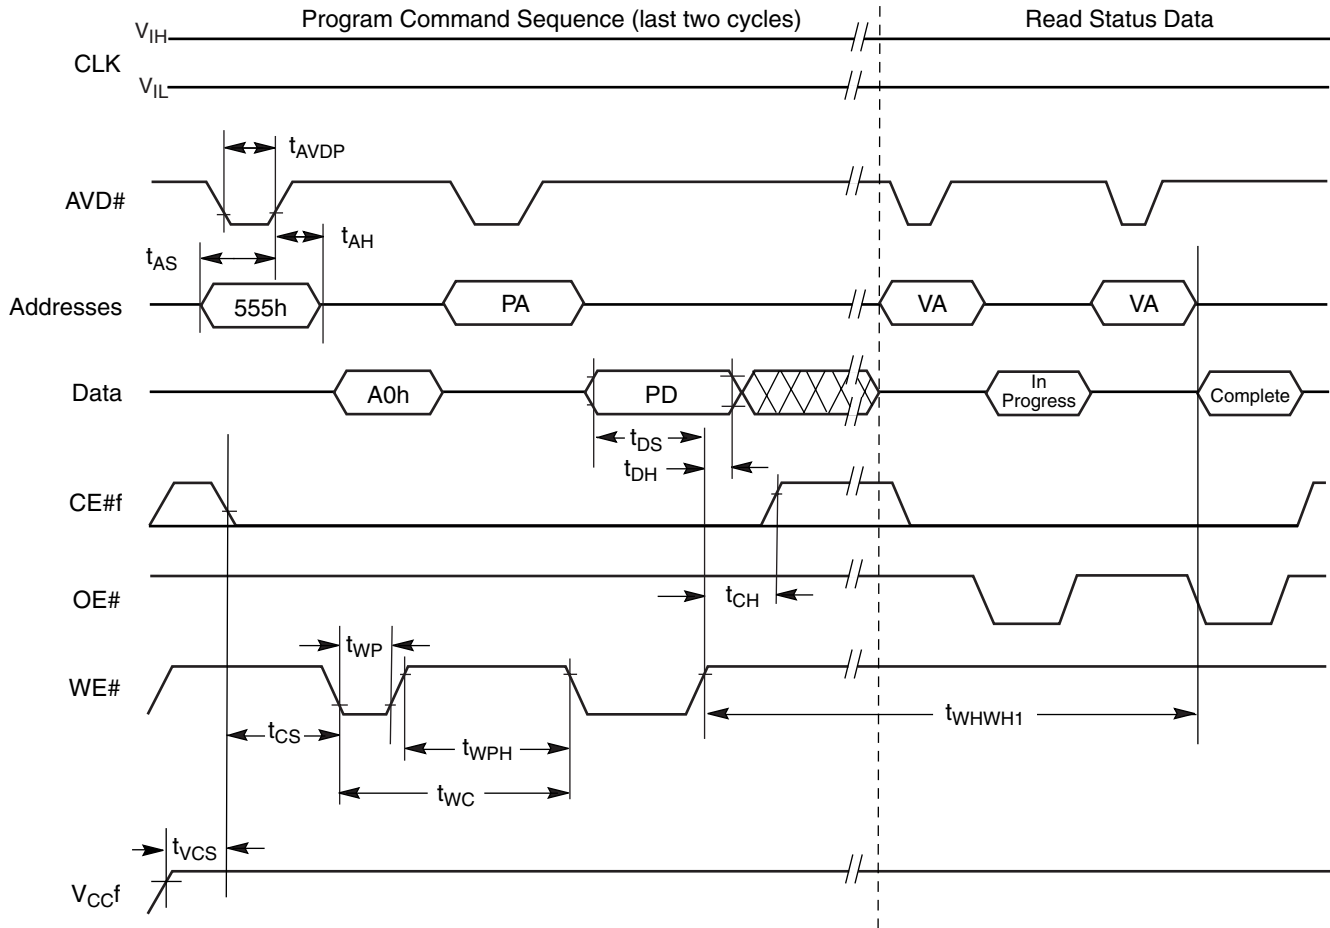 Program Command Sequence (last two cycles) Read Status Data
VIH
CLK
VIL
tAVDP
AVD#
tAH
tAS
Addresses 555h PA VA VA
Data A0h PD In Progress Complete
tDS
tDH
CE#f
OE#
tCH
tWP
WE#
tWHWH1
tCS
tWPH
tWC
tVCS
VCCf